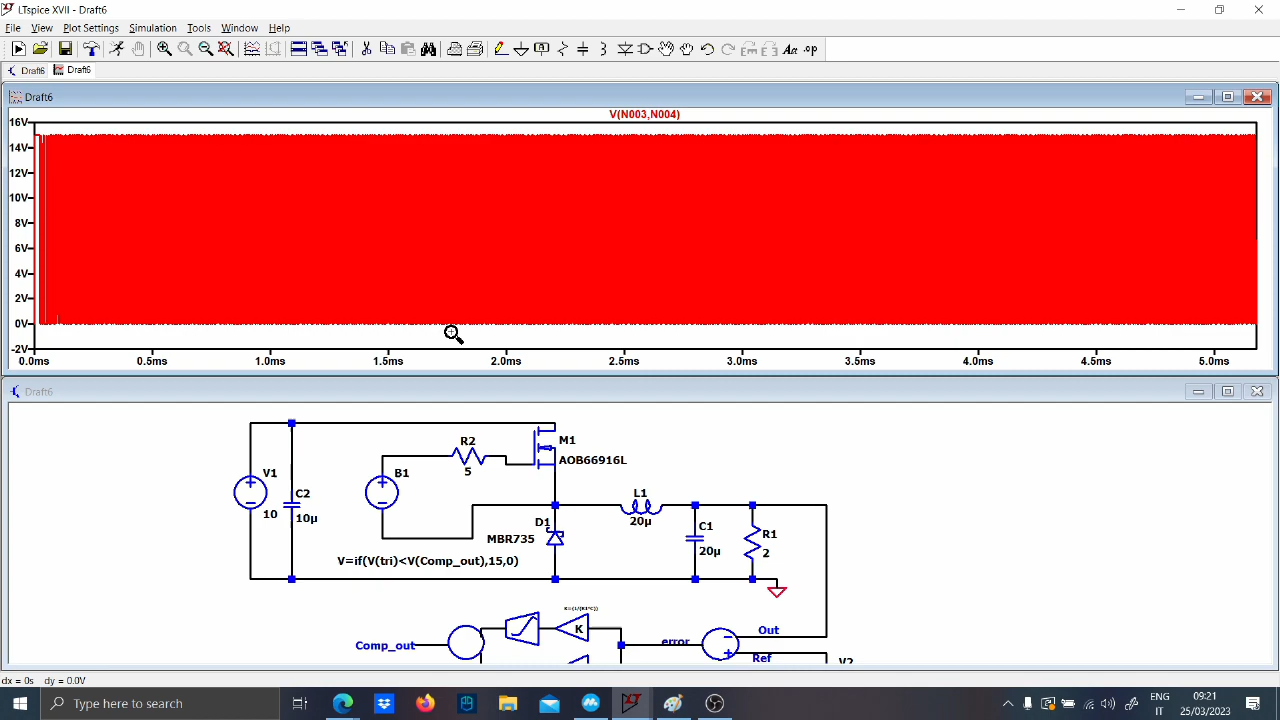 LTspice XVII - Draft6
File View Plot Settings Simulation Tools Window Help
Draft6 Draft6
Draft6
V(N003,N004)
16V
14V
12V
10V
8V
6V
4V
2V
0V
-2V
0.0ms 0.5ms 1.0ms 1.5ms 2.0ms 2.5ms 3.0ms 3.5ms 4.0ms 4.5ms 5.0ms
Draft6
R2
5
M1
AOB66916L
V1
10
C2
10µ
B1
L1
20µ
D1
MBR735
C1
20µ
R1
2
V=if(V(tri)<V(Comp_out),15,0)
K
Comp_out
error
Out
Ref
V2
dx = 0s dy = 0.0V
Type here to search
ENG
IT
09:21
25/03/2023